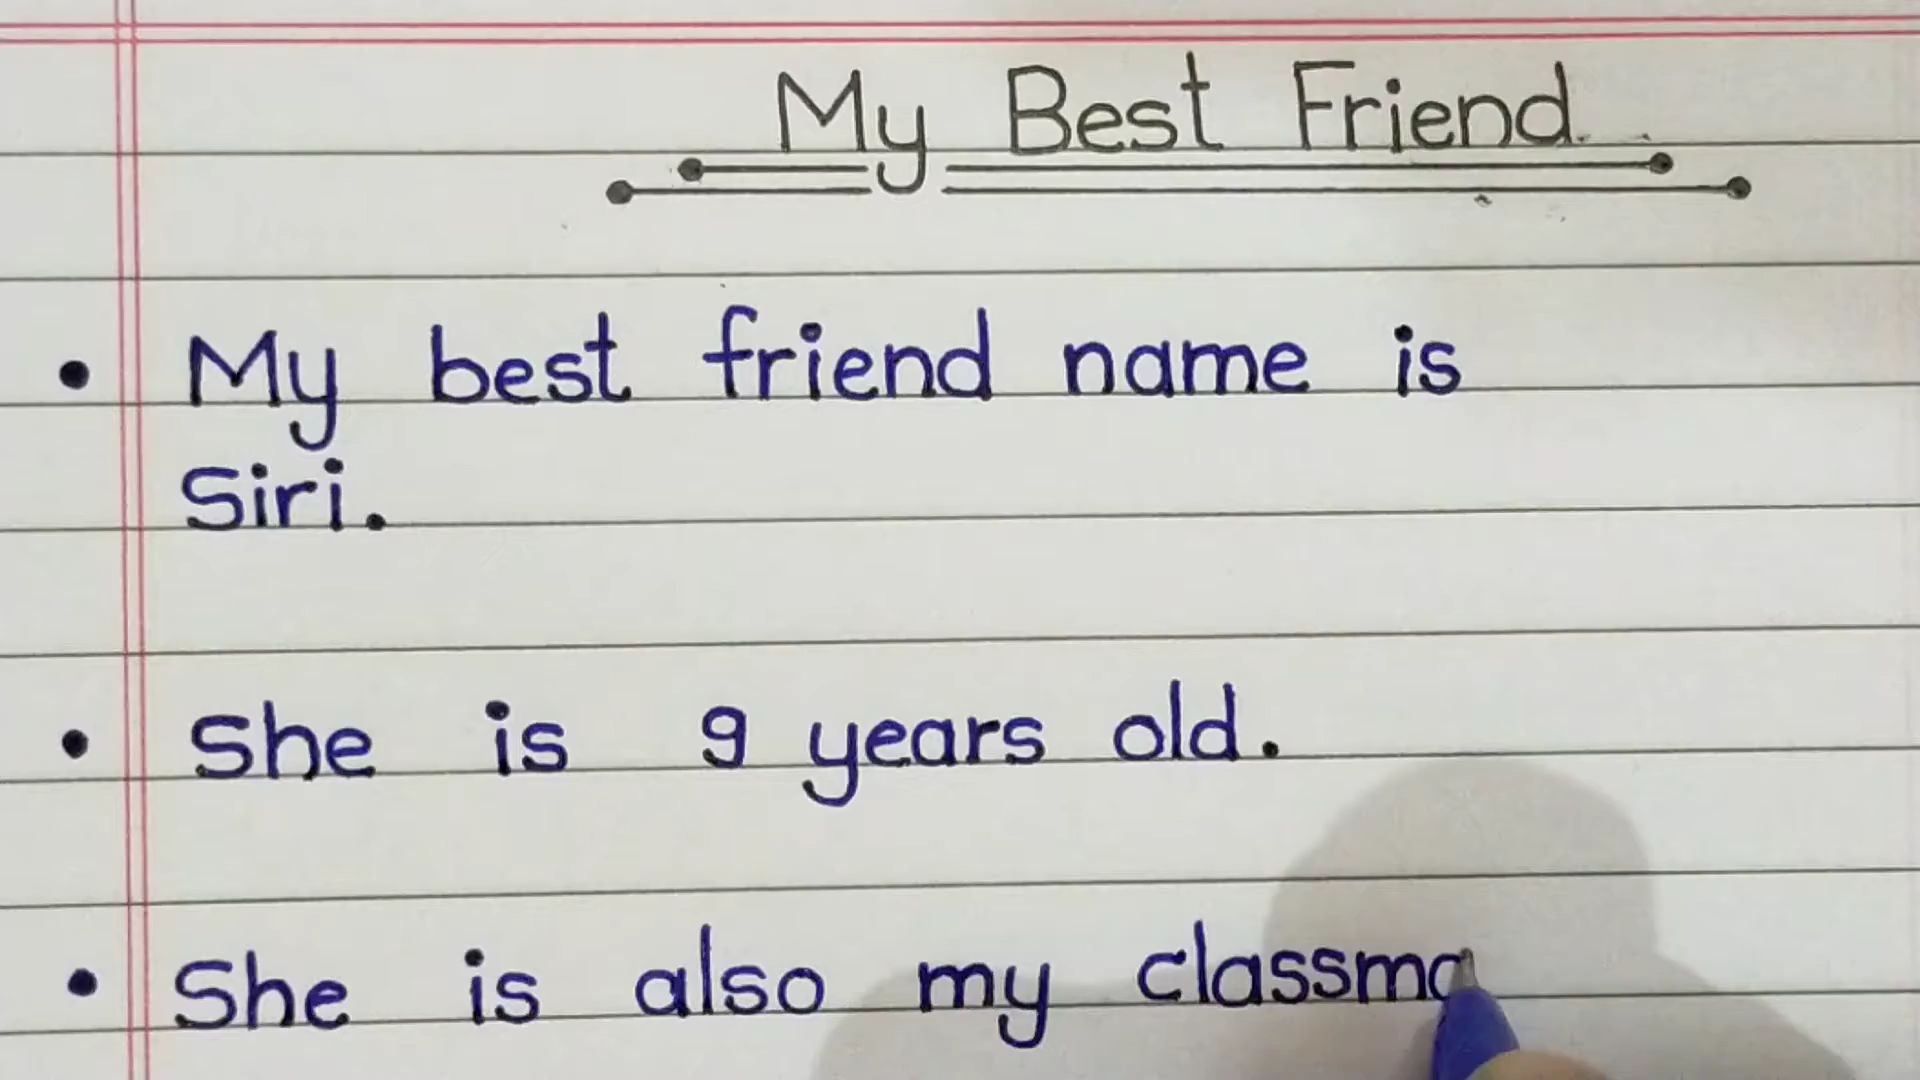 My Best Friend
• My best friend name is
Siri.
• She is 9 years old.
• She is also my classma